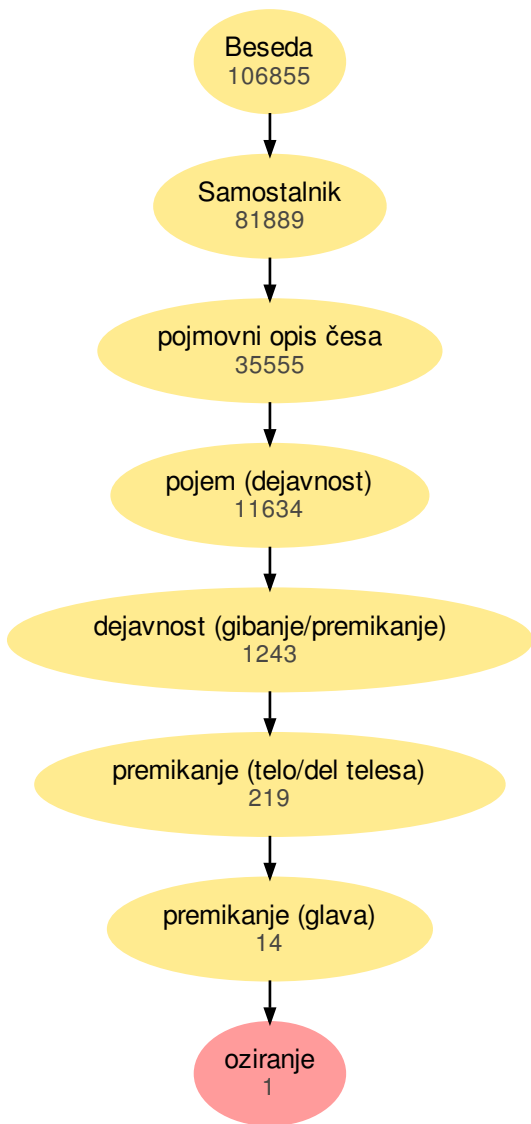 Beseda
106855
Samostalnik
81889
pojmovni opis česa
35555
pojem (dejavnost)
11634
dejavnost (gibanje/premikanje)
1243
premikanje (telo/del telesa)
219
premikanje (glava)
14
oziranje
1